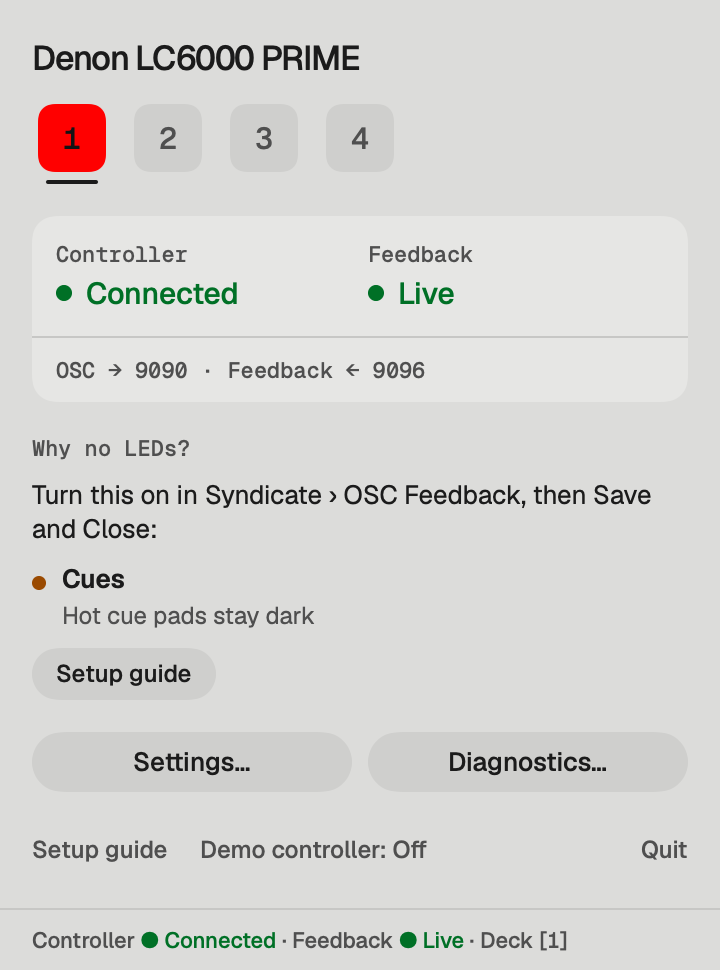 Denon LC6000 PRIME
1 2 3 4
Controller Feedback
Connected Live
OSC → 9090 · Feedback ← 9096
Why no LEDs?
Turn this on in Syndicate › OSC Feedback, then Save
and Close:
Cues
Hot cue pads stay dark
Setup guide
Settings… Diagnostics…
Setup guide Demo controller: Off Quit
Controller ● Connected · Feedback ● Live · Deck [1]